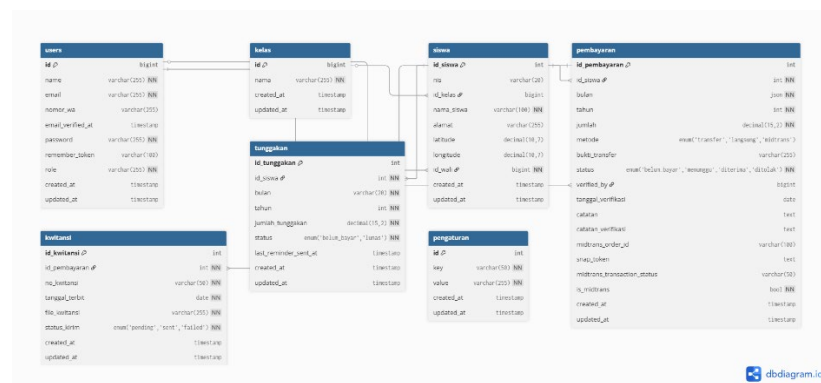 users
id bigint
name varchar(255) NN
email varchar(255) NN
nomor_wa varchar(255)
email_verified_at timestamp
password varchar(255) NN
remember_token varchar(100)
role varchar(255) NN
created_at timestamp
updated_at timestamp
kelas
id bigint
nama varchar(255) NN
created_at timestamp
updated_at timestamp
siswa
id_siswa int
nis varchar(20)
id_kelas bigint
nama_siswa varchar(100) NN
alamat varchar(255)
latitude decimal(10,7)
longitude decimal(10,7)
id_wali bigint NN
created_at timestamp
updated_at timestamp
pembayaran
id_pembayaran int
id_siswa int NN
bulan json NN
tahun int NN
jumlah decimal(15,2) NN
metode enum('transfer','langsung','midtrans')
bukti_transfer varchar(255)
status enum('belum_bayar','menunggu','diterima','ditolak') NN
verified_by bigint
tanggal_verifikasi date
catatan text
catatan_verifikasi text
midtrans_order_id varchar(100)
snap_token text
midtrans_transaction_status varchar(50)
is_midtrans bool NN
created_at timestamp
updated_at timestamp
tunggakan
id_tunggakan int
id_siswa int NN
bulan varchar(20) NN
tahun int NN
jumlah_tunggakan decimal(15,2) NN
status enum('belum_bayar','lunas') NN
last_reminder_sent_at timestamp
created_at timestamp
updated_at timestamp
kwitansi
id_kwitansi int
id_pembayaran int NN
no_kwitansi varchar(50) NN
tanggal_terbit date NN
file_kwitansi varchar(255) NN
status_kirim enum('pending','sent','failed') NN
created_at timestamp
updated_at timestamp
pengaturan
id int
key varchar(50) NN
value varchar(255) NN
created_at timestamp
updated_at timestamp
dbdiagram.io